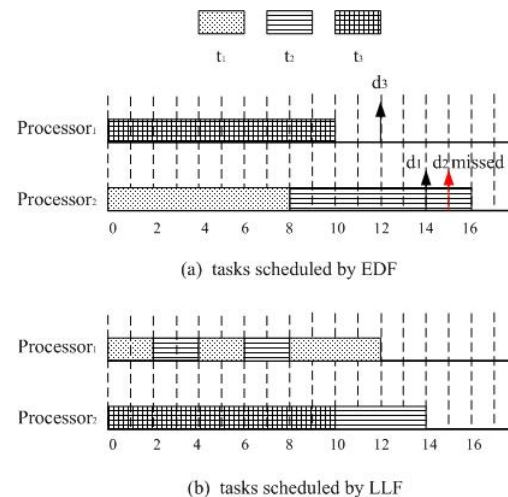 t₁ t₂ t₃
d₃
Processor₁
d₁ d₂ missed
Processor₂
0 2 4 6 8 10 12 14 16
(a) tasks scheduled by EDF
Processor₁
Processor₂
0 2 4 6 8 10 12 14 16
(b) tasks scheduled by LLF